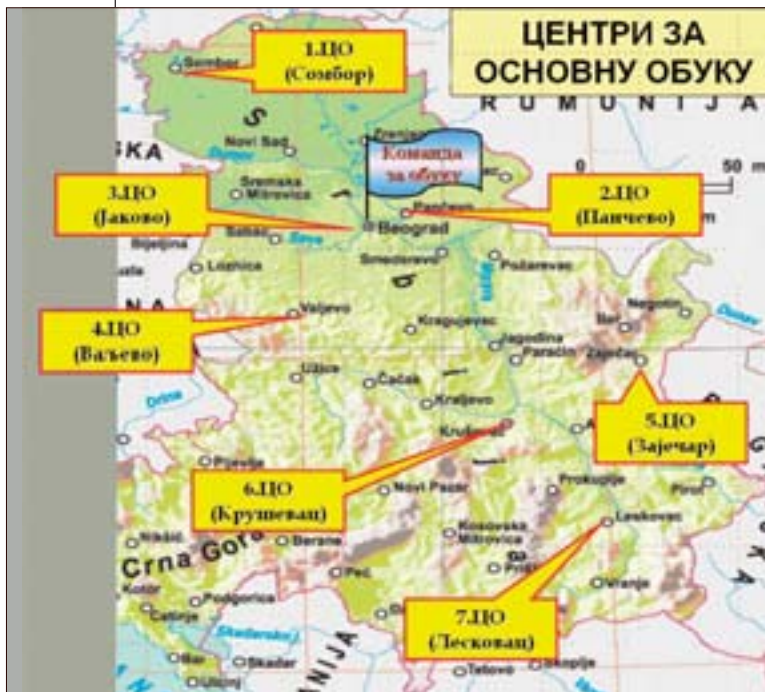 ЦЕНТРИ ЗА
ОСНОВНУ ОБУКУ
1.ЦО
(Сомбор)
Sombor
RUMUNIJA
Novi Sad
Команда
за обуку
0
50 m
Sremska
Mitrovica
3.ЦО
(Јаково)
2.ЦО
(Панчево)
Pančevo
Beograd
Bijeljina
Šabac
Sava
Smederevo
Loznica
Požarevac
Negotin
Dunav
Bor
Valjevo
4.ЦО
(Ваљево)
Kragujevac
Jagodina
Paraćin
Zaječar
Užice
Čačak
Drina
Kraljevo
5.ЦО
(Зајечар)
Kruševac
Pljevlja
6.ЦО
(Крушевац)
Novi Pazar
Prokuplje
Pirot
Leskovac
Nikšić
Crna Gora
Berane
Kosovska
Mitrovica
Peć
Kotor
Podgorica
Cetinje
Vranje
7.ЦО
(Лесковац)
Skadarsko j.
Bar
Skadar
Ulcinj
NIJA
Tetovo
Skoplje